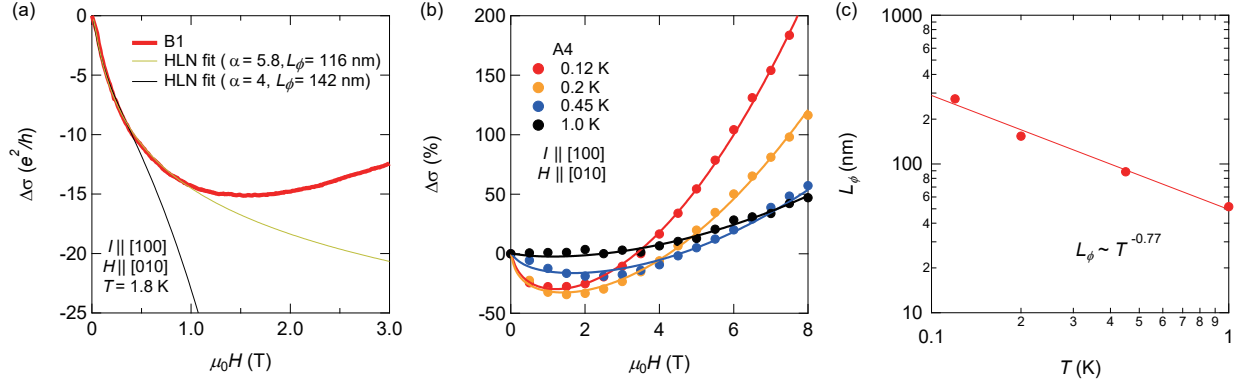 (a)
0
-5
-10
-15
-20
-25
Δσ (e²/h)
B1
HLN fit ( α = 5.8, Lϕ= 116 nm)
HLN fit ( α = 4, Lϕ= 142 nm)
I || [100]
H || [010]
T = 1.8 K
0
1.0
2.0
3.0
μ₀H (T)
(b)
200
150
100
50
0
-50
Δσ (%)
A4
0.12 K
0.2 K
0.45 K
1.0 K
I || [100]
H || [010]
0
2
4
6
8
μ₀H (T)
(c)
1000
8
6
5
4
3
2
100
8
6
5
4
3
2
10
Lϕ (nm)
Lϕ ~ T⁻⁰·⁷⁷
0.1
2
3
4
5
6
7
8
9
1
T (K)